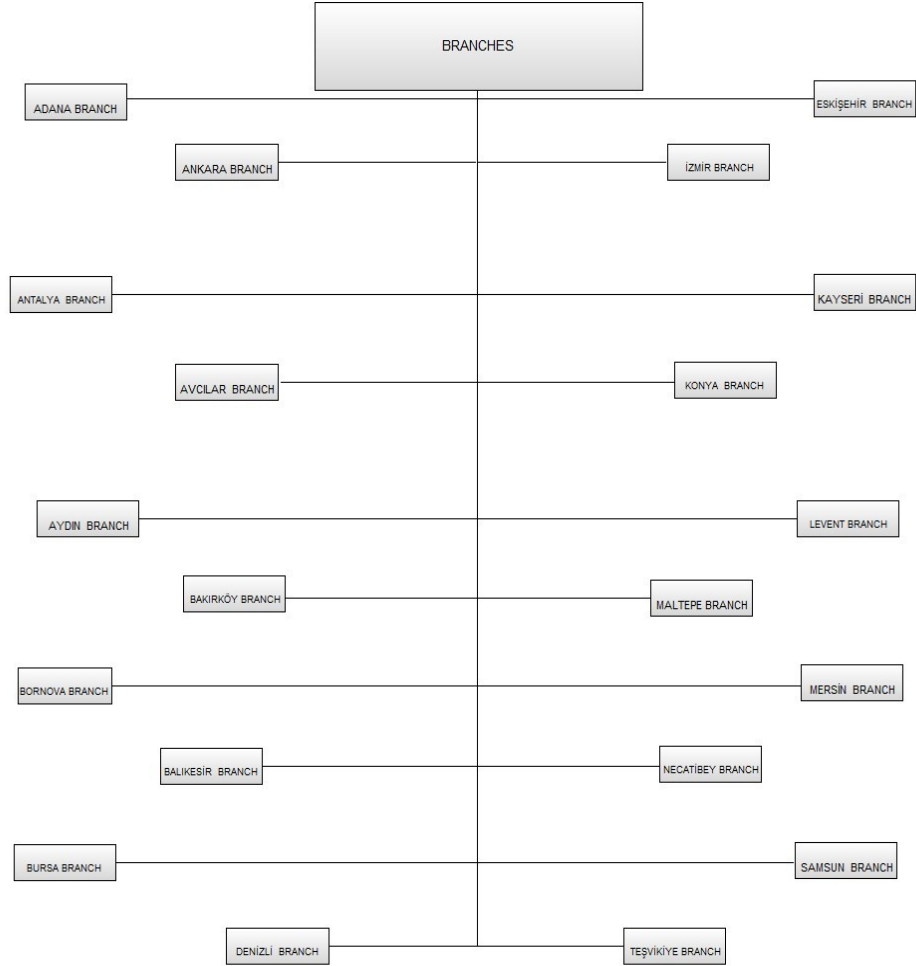 BRANCHES
ADANA BRANCH
ESKİŞEHİR BRANCH
ANKARA BRANCH
İZMİR BRANCH
ANTALYA BRANCH
KAYSERİ BRANCH
AVCILAR BRANCH
KONYA BRANCH
AYDIN BRANCH
LEVENT BRANCH
BAKIRKÖY BRANCH
MALTEPE BRANCH
BORNOVA BRANCH
MERSİN BRANCH
BALIKESİR BRANCH
NECATİBEY BRANCH
BURSA BRANCH
SAMSUN BRANCH
DENİZLİ BRANCH
TEŞVİKİYE BRANCH